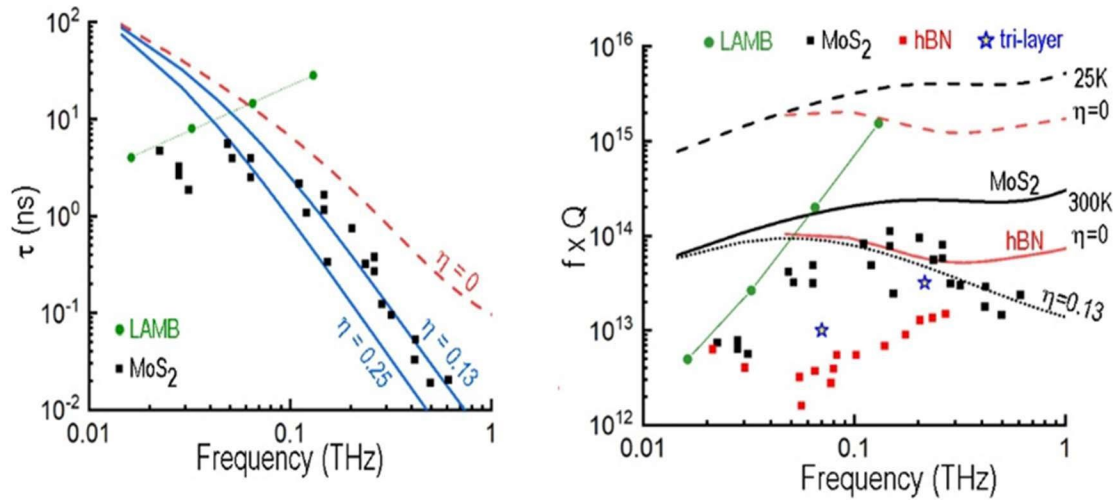 10²
10¹
10⁰
10⁻¹
10⁻²
τ (ns)
η = 0
η = 0.13
η = 0.25
LAMB
MoS₂
0.01
0.1
1
Frequency (THz)
LAMB MoS₂ hBN tri-layer
10¹⁶
10¹⁵
10¹⁴
10¹³
10¹²
f x Q
25K
η=0
MoS₂
300K
η=0
hBN
η=0.13
0.01
0.1
1
Frequency (THz)